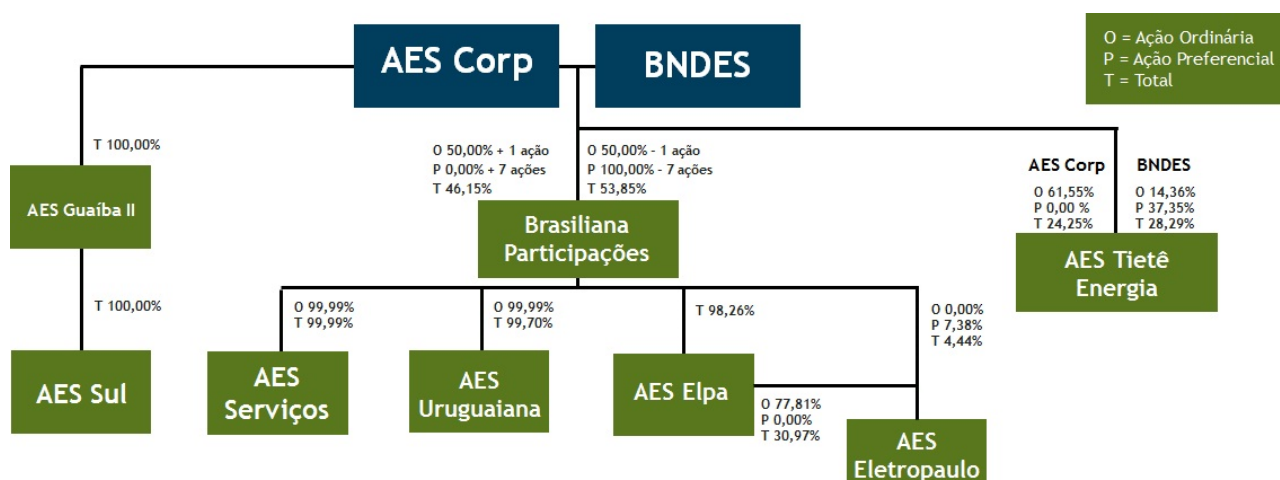 AES Corp
BNDES
O = Ação Ordinária
P = Ação Preferencial
T = Total
T 100,00%
O 50,00% + 1 ação
P 0,00% + 7 ações
T 46,15%
O 50,00% - 1 ação
P 100,00% - 7 ações
T 53,85%
AES Corp
O 61,55%
P 0,00 %
T 24,25%
BNDES
O 14,36%
P 37,35%
T 28,29%
AES Guaíba II
Brasiliana
Participações
AES Tietê
Energia
T 100,00%
O 99,99%
T 99,99%
O 99,99%
T 99,70%
T 98,26%
O 0,00%
P 7,38%
T 4,44%
AES Sul
AES
Serviços
AES
Uruguaiana
AES Elpa
O 77,81%
P 0,00%
T 30,97%
AES
Eletropaulo